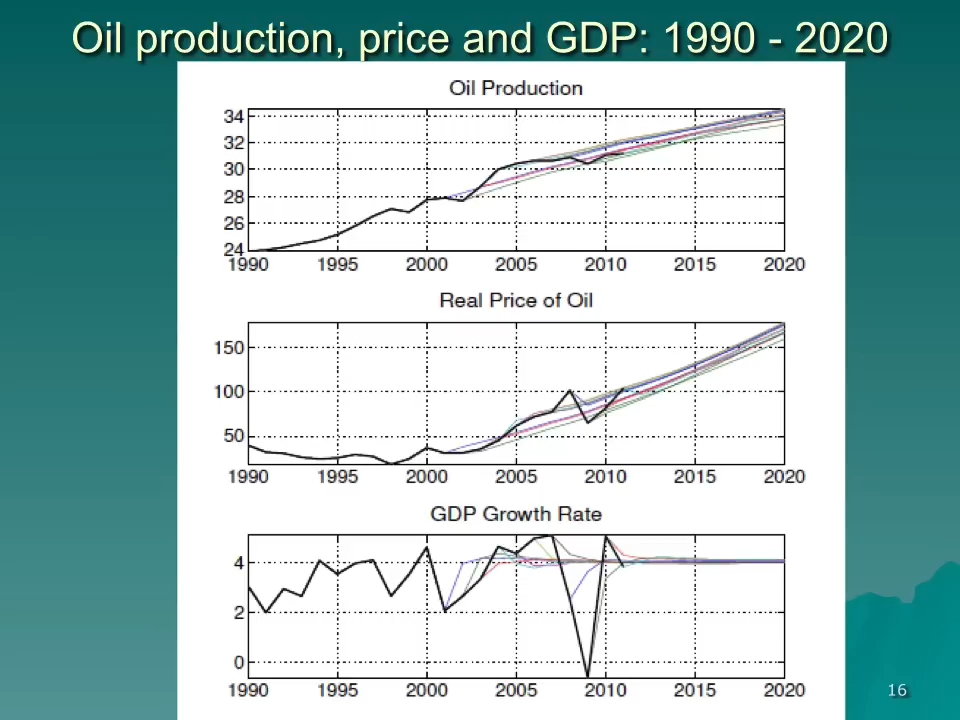 Oil production, price and GDP: 1990 - 2020
Oil Production
34
32
30
28
26
24
1990 1995 2000 2005 2010 2015 2020
Real Price of Oil
150
100
50
1990 1995 2000 2005 2010 2015 2020
GDP Growth Rate
4
2
0
1990 1995 2000 2005 2010 2015 2020
16